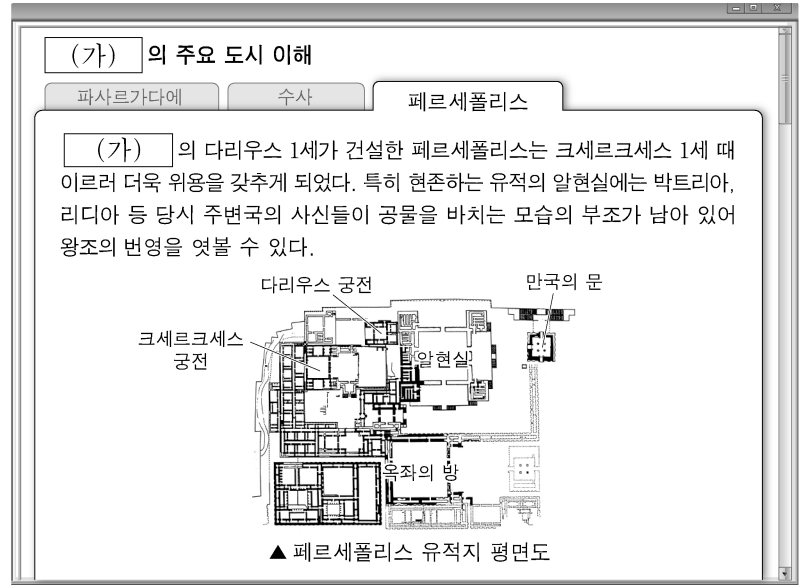 (가) 의 주요 도시 이해
파사르가다에 수사 페르세폴리스
(가) 의 다리우스 1세가 건설한 페르세폴리스는 크세르크세스 1세 때
이르러 더욱 위용을 갖추게 되었다. 특히 현존하는 유적의 알현실에는 박트리아,
리디아 등 당시 주변국의 사신들이 공물을 바치는 모습의 부조가 남아 있어
왕조의 번영을 엿볼 수 있다.
다리우스 궁전
만국의 문
크세르크세스
궁전
알현실
옥좌의 방
▲ 페르세폴리스 유적지 평면도